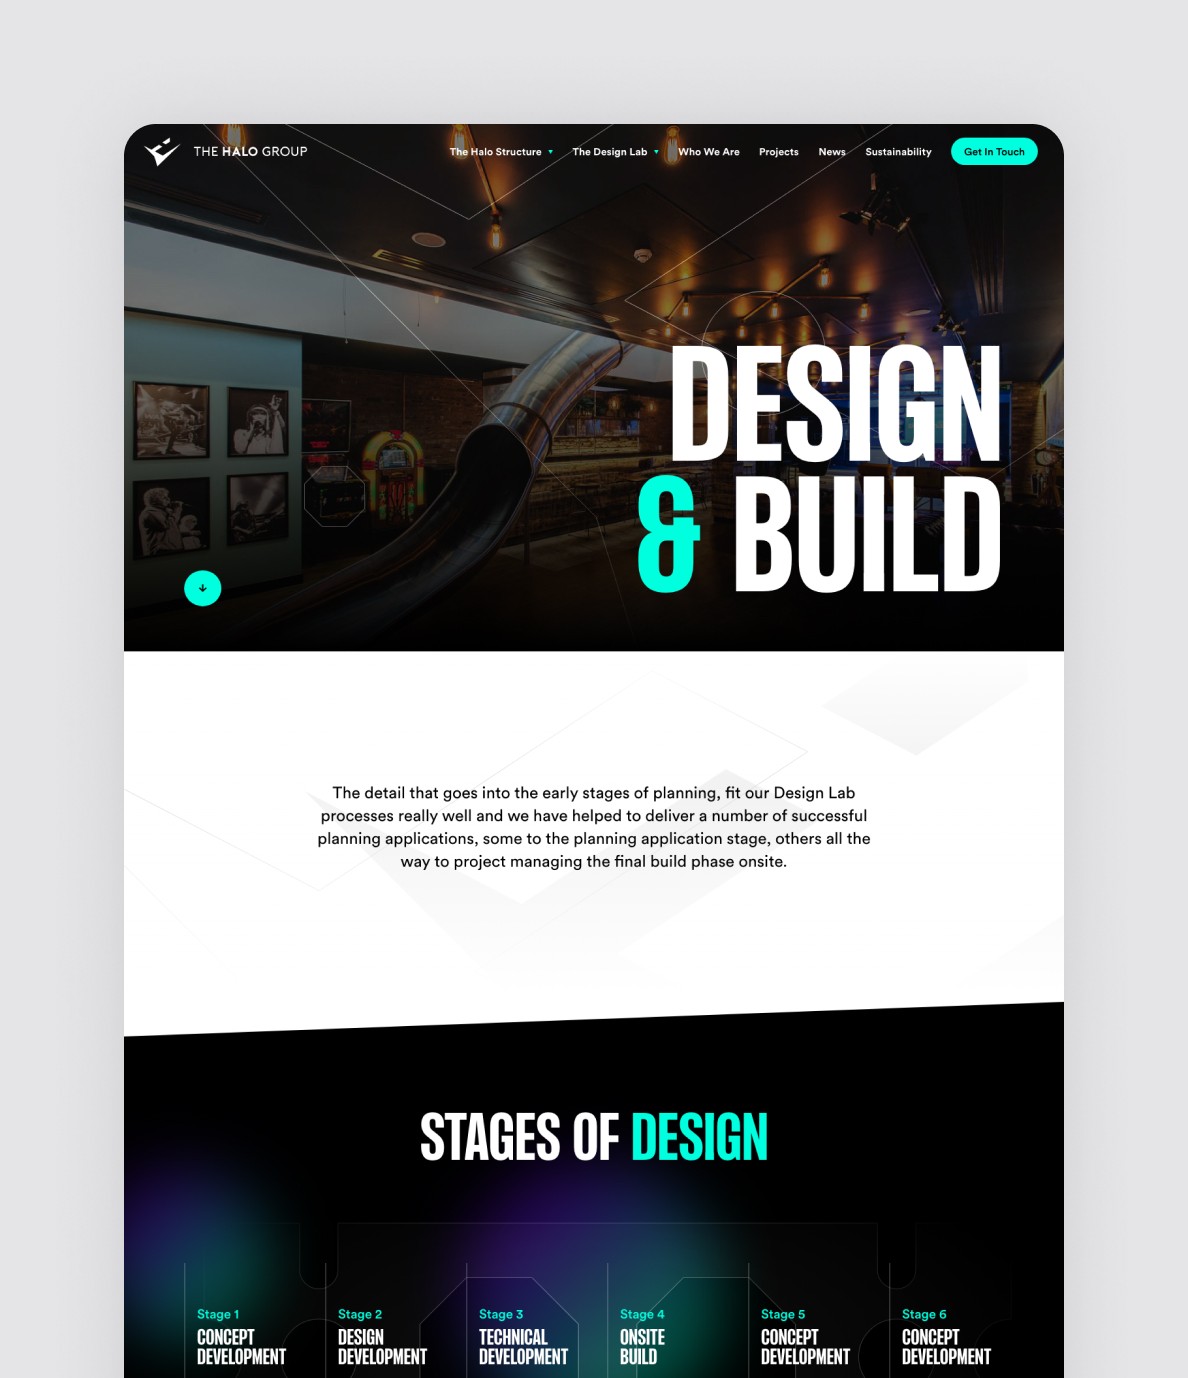 THE HALO GROUP
The Halo Structure
The Design Lab
Who We Are
Projects
News
Sustainability
Get In Touch
DESIGN
& BUILD
The detail that goes into the early stages of planning, fit our Design Lab
processes really well and we have helped to deliver a number of successful
planning applications, some to the planning application stage, others all the
way to project managing the final build phase onsite.
STAGES OF DESIGN
Stage 1
CONCEPT
DEVELOPMENT
Stage 2
DESIGN
DEVELOPMENT
Stage 3
TECHNICAL
DEVELOPMENT
Stage 4
ONSITE
BUILD
Stage 5
CONCEPT
DEVELOPMENT
Stage 6
CONCEPT
DEVELOPMENT